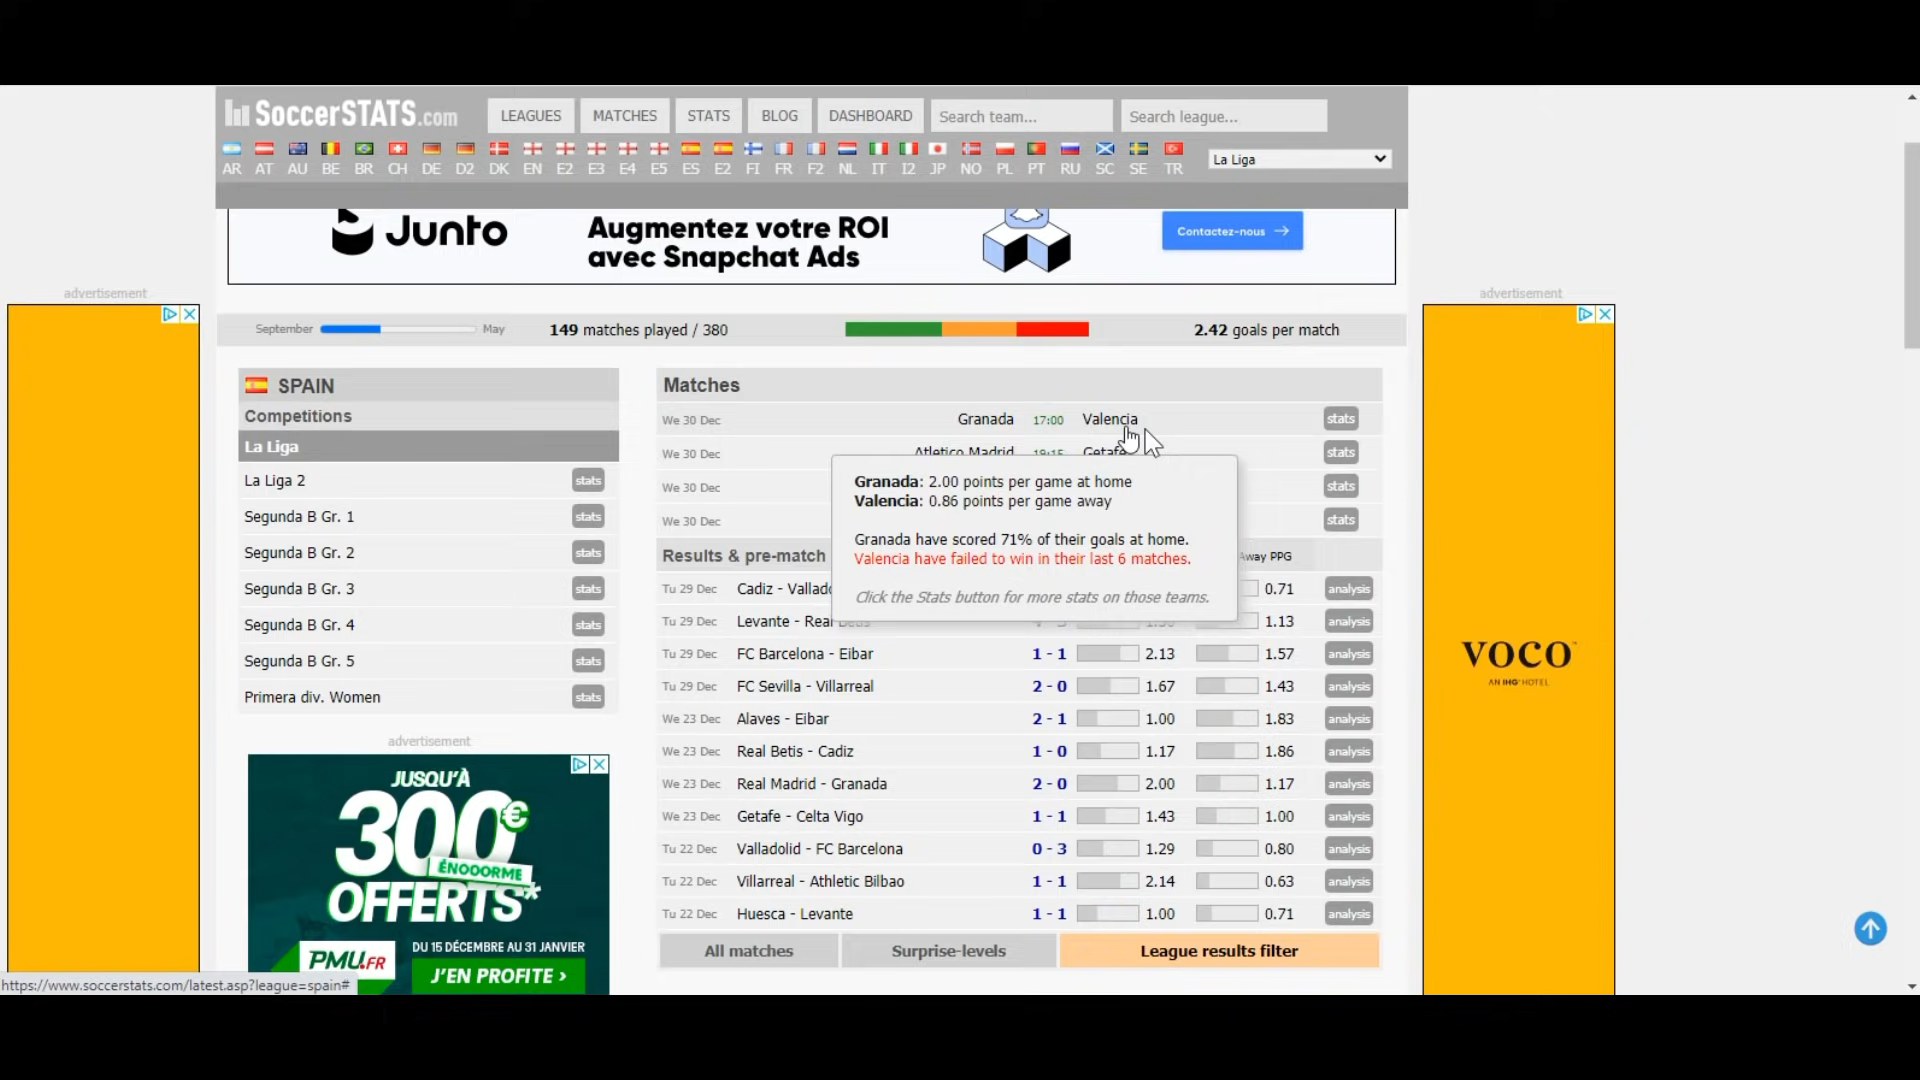 SoccerSTATS.com
LEAGUES MATCHES STATS BLOG DASHBOARD Search team... Search league...
AR AT AU BE BR CH DE D2 DK EN E2 E3 E4 E5 ES E2 FI FR F2 NL IT I2 JP NO PL PT RU SC SE TR La Liga
Junto Augmentez votre ROI
avec Snapchat Ads
Contactez-nous
advertisement
advertisement
September May 149 matches played / 380 2.42 goals per match
SPAIN
Competitions
La Liga
La Liga 2 stats
Segunda B Gr. 1 stats
Segunda B Gr. 2 stats
Segunda B Gr. 3 stats
Segunda B Gr. 4 stats
Segunda B Gr. 5 stats
Primera div. Women stats
advertisement
JUSQU'À
300€
ÉNOOORME
OFFERTS*
PMU.FR
DU 15 DÉCEMBRE AU 31 JANVIER
J'EN PROFITE >
Matches
We 30 Dec Granada 17:00 Valencia stats
We 30 Dec Atletico Madrid 19:15 Getafe stats
We 30 Dec stats
We 30 Dec stats
Granada: 2.00 points per game at home
Valencia: 0.86 points per game away
Granada have scored 71% of their goals at home.
Valencia have failed to win in their last 6 matches.
Click the Stats button for more stats on those teams.
Results & pre-match Away PPG
Tu 29 Dec Cadiz - Vallado 0.71 analysis
Tu 29 Dec Levante - Real Betis 4 - 3 1.50 1.13 analysis
Tu 29 Dec FC Barcelona - Eibar 1 - 1 2.13 1.57 analysis
Tu 29 Dec FC Sevilla - Villarreal 2 - 0 1.67 1.43 analysis
We 23 Dec Alaves - Eibar 2 - 1 1.00 1.83 analysis
We 23 Dec Real Betis - Cadiz 1 - 0 1.17 1.86 analysis
We 23 Dec Real Madrid - Granada 2 - 0 2.00 1.17 analysis
We 23 Dec Getafe - Celta Vigo 1 - 1 1.43 1.00 analysis
Tu 22 Dec Valladolid - FC Barcelona 0 - 3 1.29 0.80 analysis
Tu 22 Dec Villarreal - Athletic Bilbao 1 - 1 2.14 0.63 analysis
Tu 22 Dec Huesca - Levante 1 - 1 1.00 0.71 analysis
All matches Surprise-levels League results filter
VOCO™
AN IHG® HOTEL
https://www.soccerstats.com/latest.asp?league=spain#